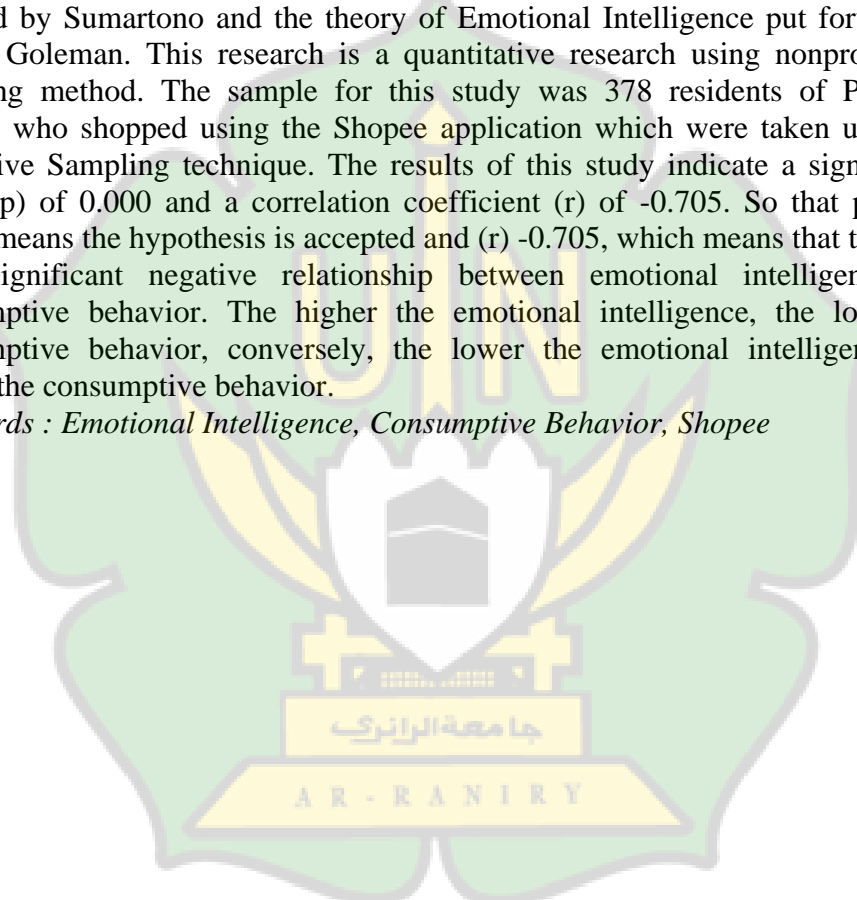 by Sumartono and the theory of Emotional Intelligence put for
Goleman. This research is a quantitative research using nonpro
method. The sample for this study was 378 residents of P
who shopped using the Shopee application which were taken u
Sampling technique. The results of this study indicate a sign
of 0.000 and a correlation coefficient (r) of -0.705. So that p
means the hypothesis is accepted and (r) -0.705, which means that t
significant negative relationship between emotional intelligen
behavior. The higher the emotional intelligence, the lo
behavior, conversely, the lower the emotional intelligen
the consumptive behavior.
: Emotional Intelligence, Consumptive Behavior, Shopee
UIN
جامعة الرانري
AR-RANIRY